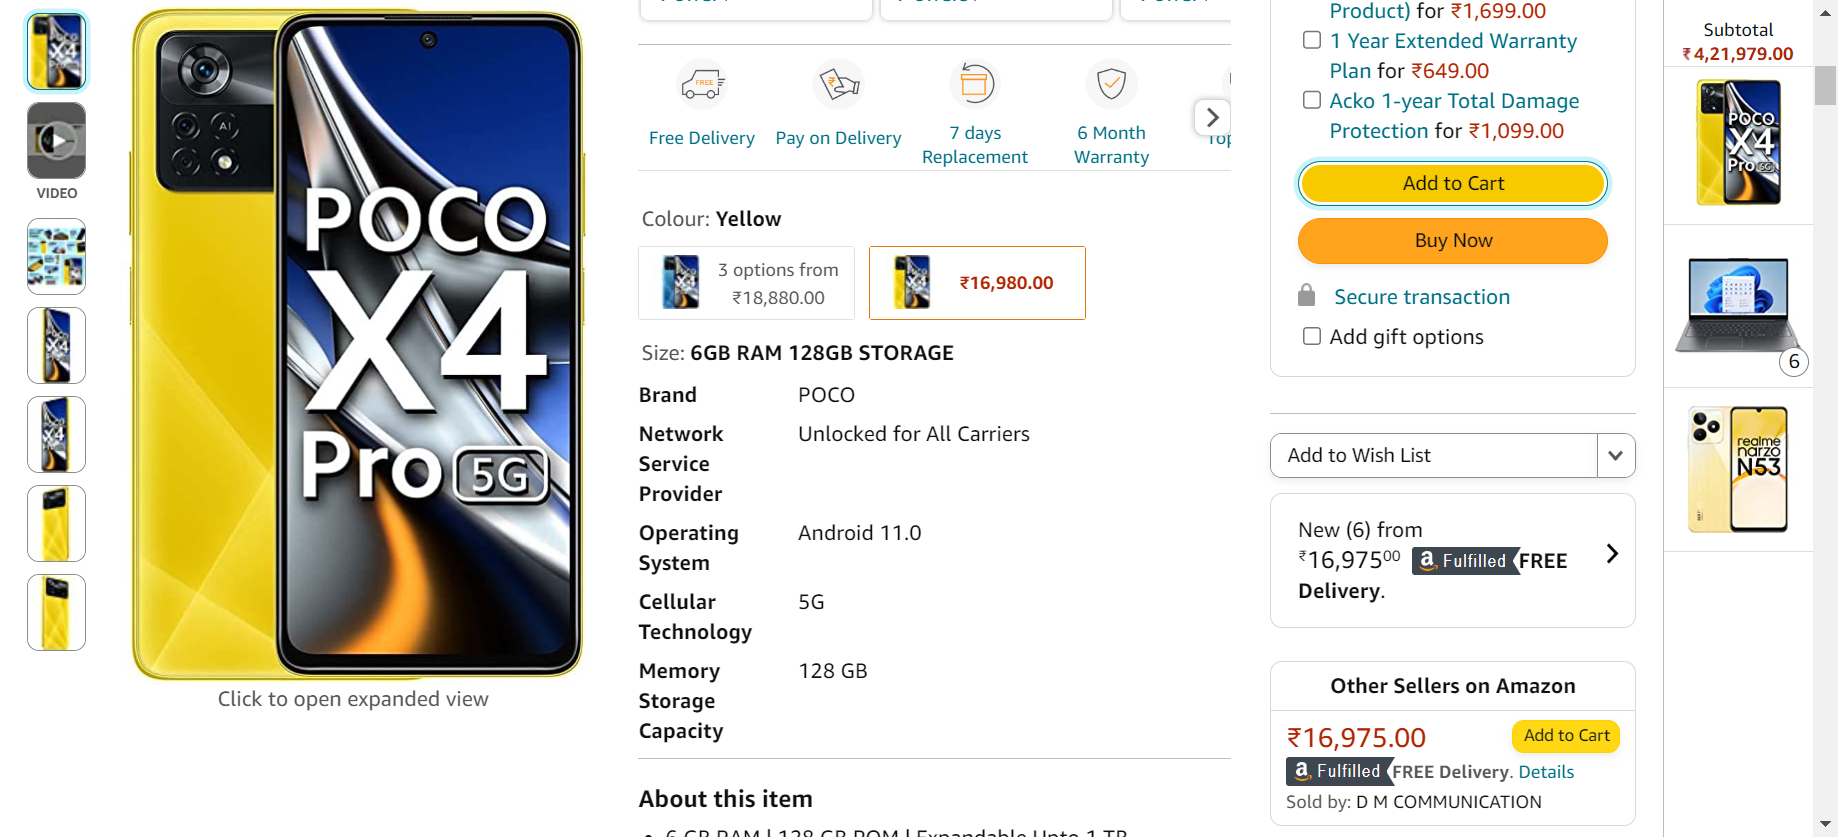 VIDEO
AI
POCO
X4
Pro 5G
Click to open expanded view
FREE
Free Delivery
Pay on Delivery
7 days
Replacement
6 Month
Warranty
Colour: Yellow
3 options from
₹18,880.00
₹16,980.00
Size: 6GB RAM 128GB STORAGE
Brand POCO
Network Service Provider Unlocked for All Carriers
Operating System Android 11.0
Cellular Technology 5G
Memory Storage Capacity 128 GB
About this item
6 GB RAM | 128 GB ROM | Expandable Upto 1 TB
Product) for ₹1,699.00
1 Year Extended Warranty
Plan for ₹649.00
Acko 1-year Total Damage
Protection for ₹1,099.00
Add to Cart
Buy Now
Secure transaction
Add gift options
Add to Wish List
New (6) from
₹16,975⁰⁰ a Fulfilled FREE
Delivery.
Other Sellers on Amazon
₹16,975.00 Add to Cart
a Fulfilled FREE Delivery. Details
Sold by: D M COMMUNICATION
Subtotal
₹4,21,979.00
POCO
X4
Pro 5G
6
realme
narzo
N53